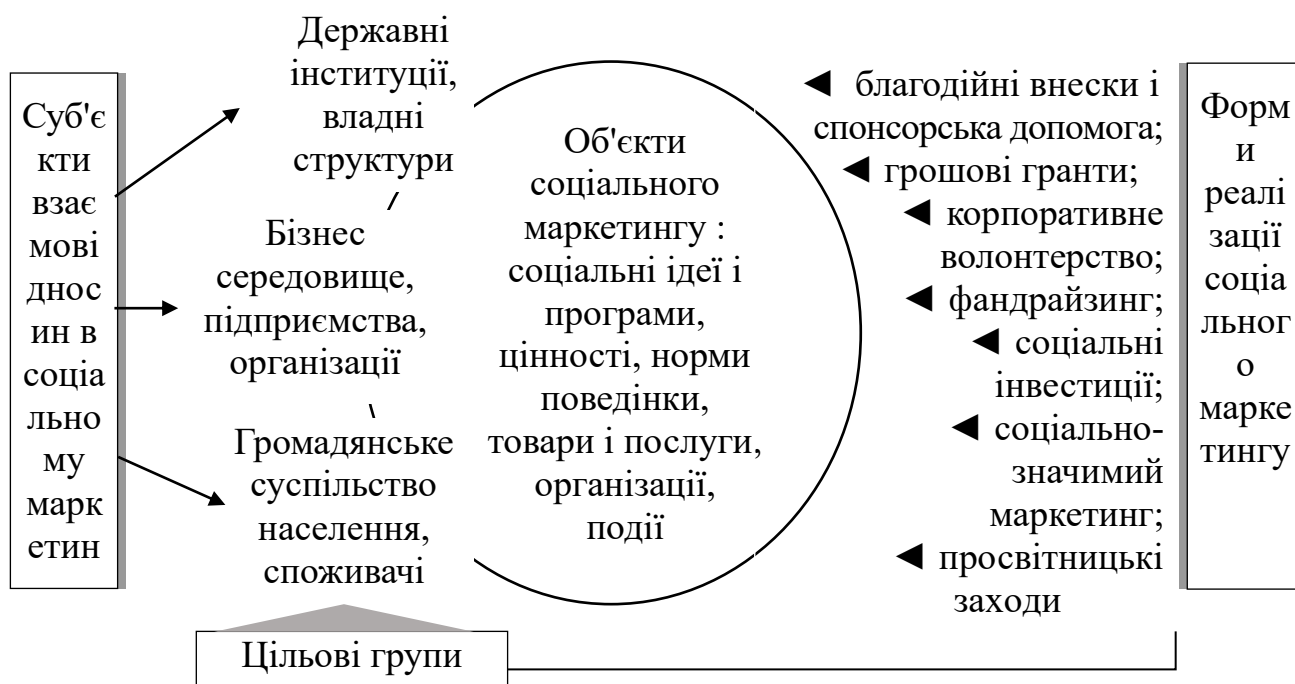 Суб'є
кти
взає
мові
днос
ин в
соціа
льно
му
марк
етин
Державні
інституції,
владні
структури
Бізнес
середовище,
підприємства,
організації
Громадянське
суспільство
населення,
споживачі
Цільові групи
Об'єкти
соціального
маркетингу :
соціальні ідеї і
програми,
цінності, норми
поведінки,
товари і послуги,
організації,
події
◄ благодійні внески і
спонсорська допомога;
◄ грошові гранти;
◄ корпоративне
волонтерство;
◄ фандрайзинг;
◄ соціальні
інвестиції;
◄ соціально-
значимий
маркетинг;
◄ просвітницькі
заходи
Форм
и
реалі
зації
соціа
льног
о
марке
тингу